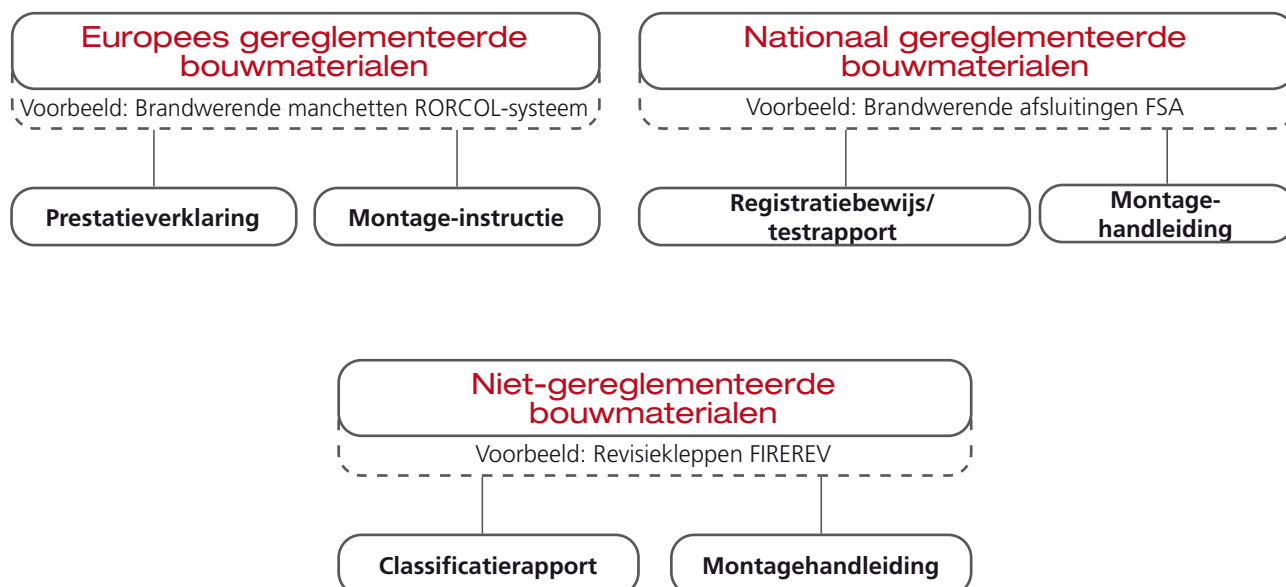 Europees gereglementeerde
bouwmaterialen
Voorbeeld: Brandwerende manchetten RORCOL-systeem
Prestatieverklaring
Montage-instructie
Nationaal gereglementeerde
bouwmaterialen
Voorbeeld: Brandwerende afsluitingen FSA
Registratiebewijs/
testrapport
Montage-
handleiding
Niet-gereglementeerde
bouwmaterialen
Voorbeeld: Revisiekleppen FIREREV
Classificatierapport
Montagehandleiding